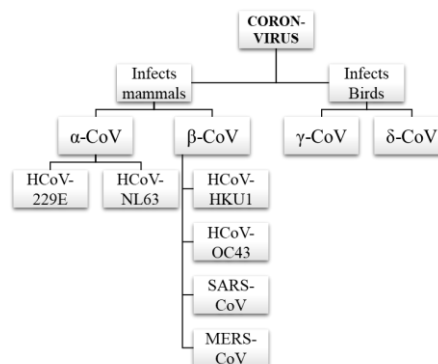 CORON-
VIRUS
Infects
mammals
Infects
Birds
α-CoV
β-CoV
γ-CoV
δ-CoV
HCoV-
229E
HCoV-
NL63
HCoV-
HKU1
HCoV-
OC43
SARS-
CoV
MERS-
CoV